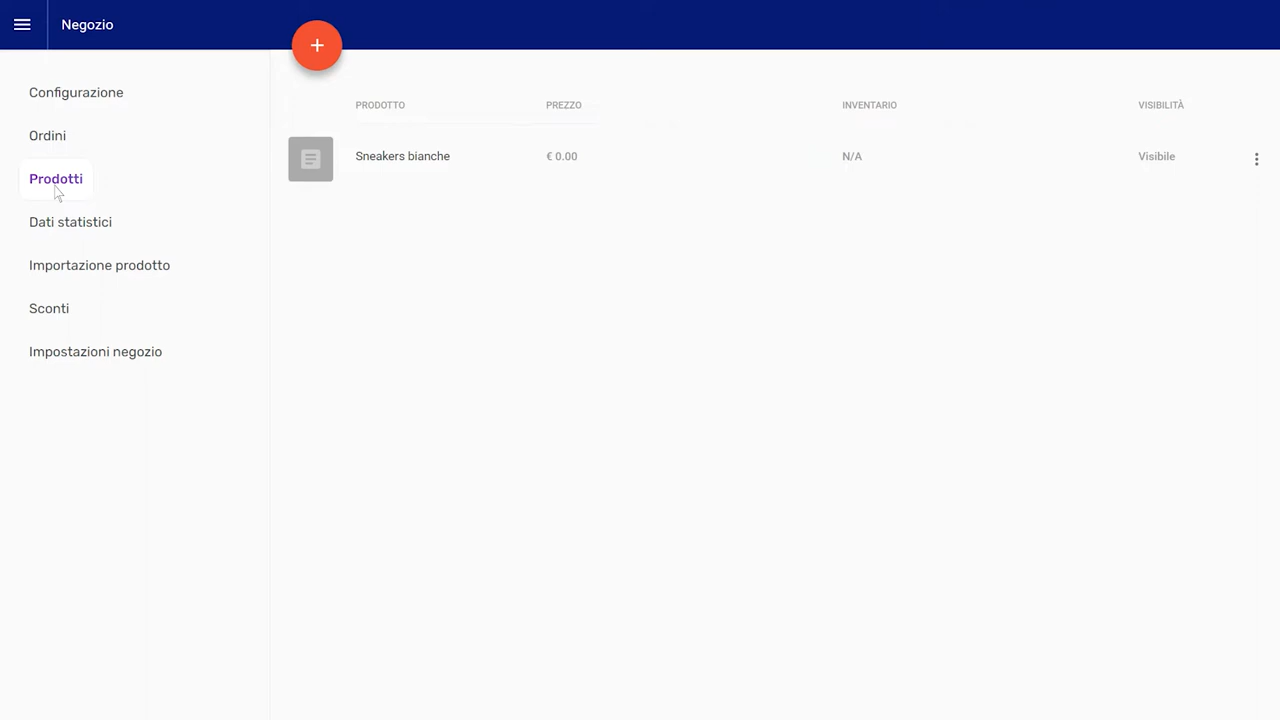 Negozio
+
Configurazione
Ordini
Prodotti
Dati statistici
Importazione prodotto
Sconti
Impostazioni negozio
PRODOTTO PREZZO INVENTARIO VISIBILITÀ
Sneakers bianche € 0.00 N/A Visibile